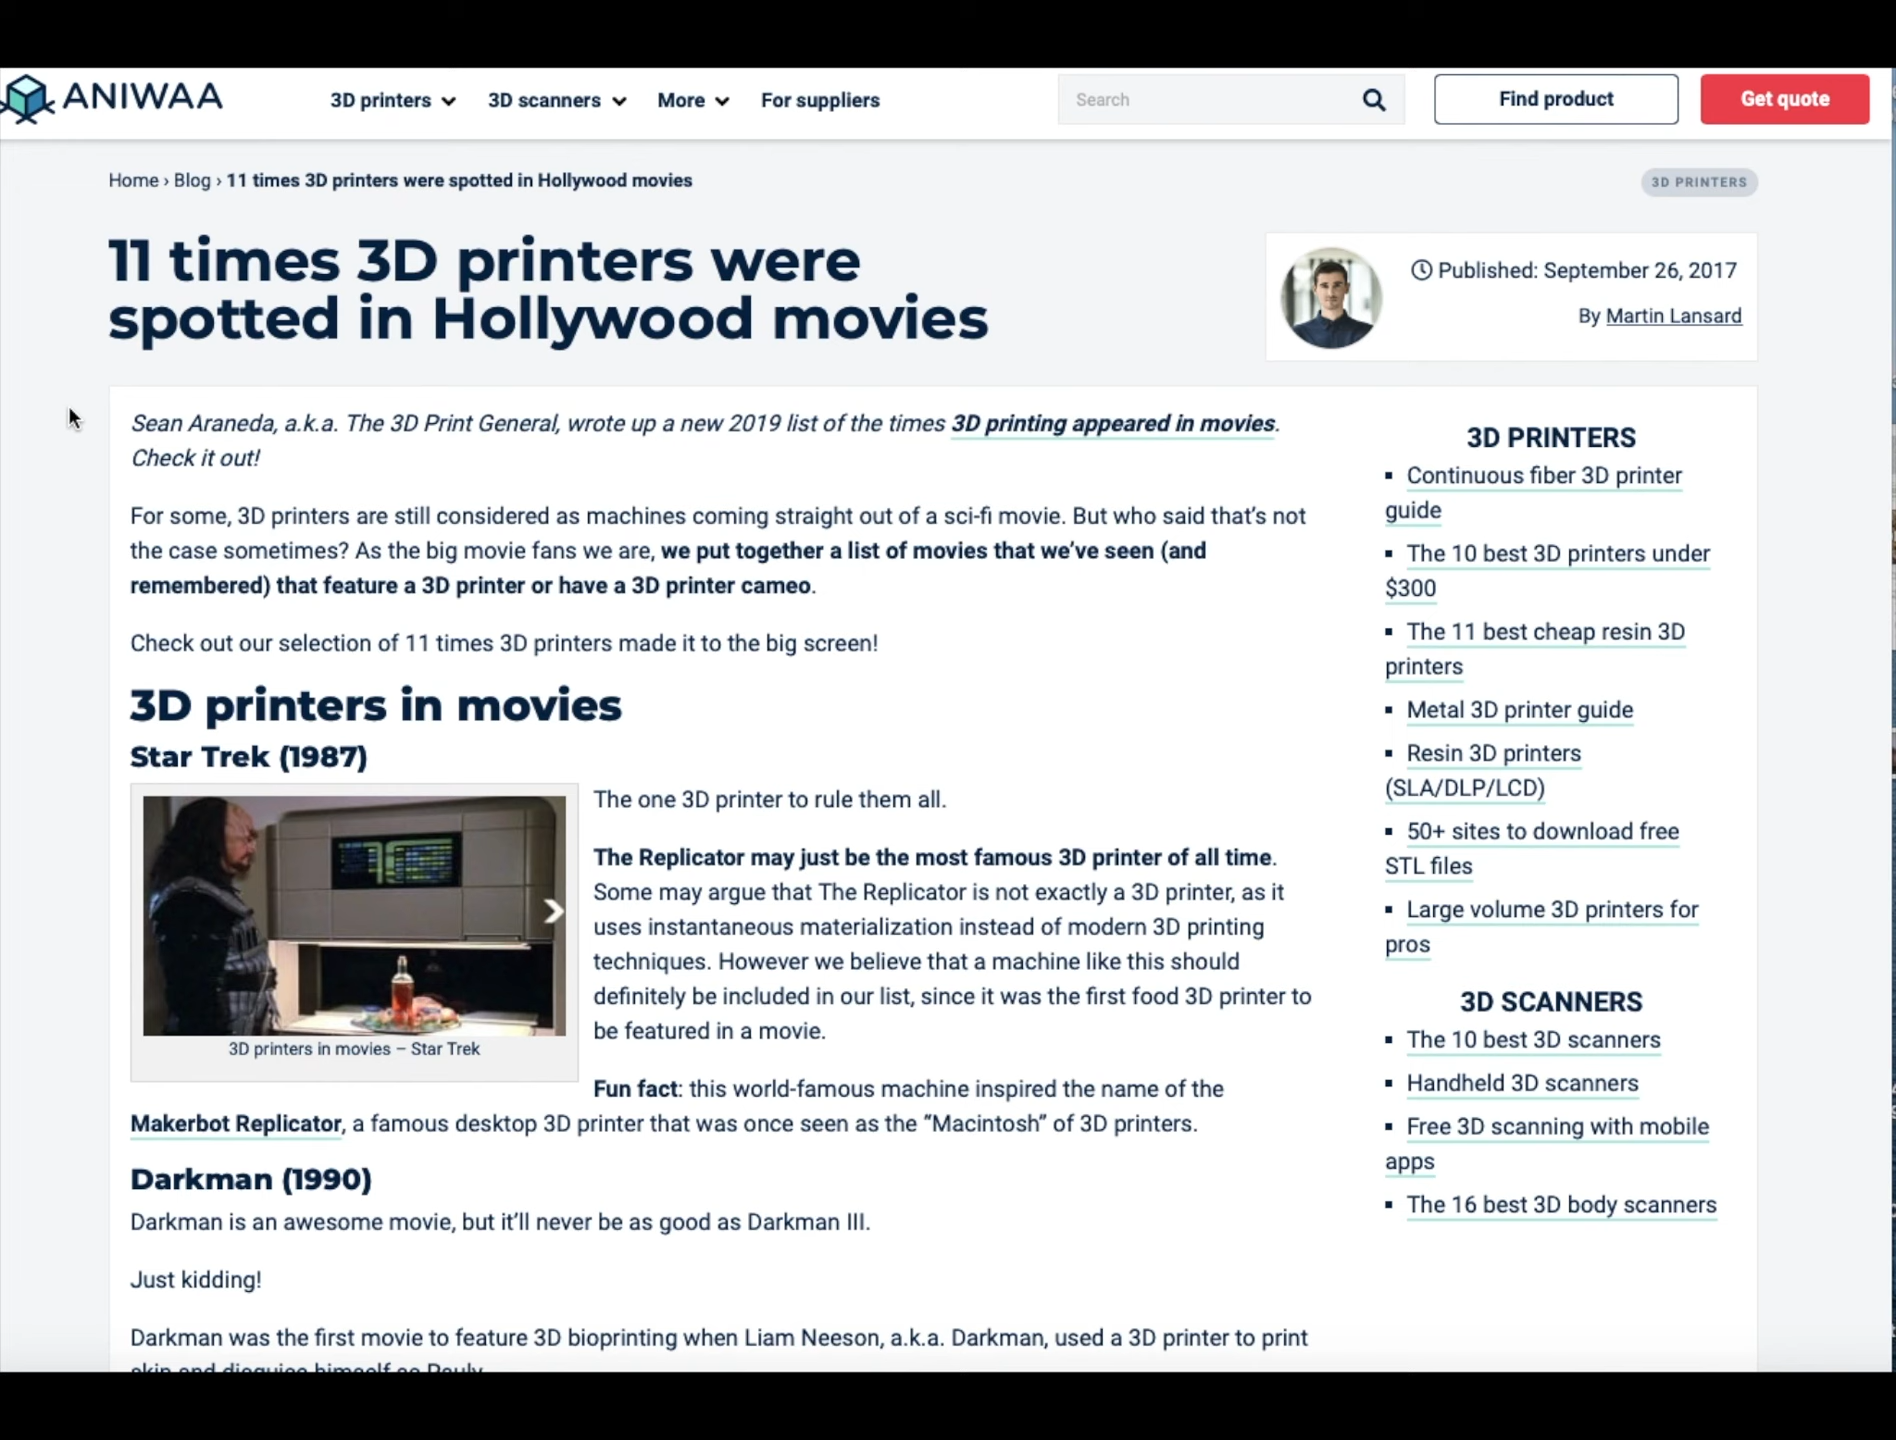 ANIWAA
3D printers
3D scanners
More
For suppliers
Search
Find product
Get quote
Home › Blog › 11 times 3D printers were spotted in Hollywood movies
3D PRINTERS
11 times 3D printers were
spotted in Hollywood movies
Published: September 26, 2017
By Martin Lansard
Sean Araneda, a.k.a. The 3D Print General, wrote up a new 2019 list of the times 3D printing appeared in movies.
Check it out!
For some, 3D printers are still considered as machines coming straight out of a sci-fi movie. But who said that's not
the case sometimes? As the big movie fans we are, we put together a list of movies that we've seen (and
remembered) that feature a 3D printer or have a 3D printer cameo.
Check out our selection of 11 times 3D printers made it to the big screen!
3D printers in movies
Star Trek (1987)
3D printers in movies – Star Trek
The one 3D printer to rule them all.
The Replicator may just be the most famous 3D printer of all time.
Some may argue that The Replicator is not exactly a 3D printer, as it
uses instantaneous materialization instead of modern 3D printing
techniques. However we believe that a machine like this should
definitely be included in our list, since it was the first food 3D printer to
be featured in a movie.
Fun fact: this world-famous machine inspired the name of the
Makerbot Replicator, a famous desktop 3D printer that was once seen as the “Macintosh” of 3D printers.
Darkman (1990)
Darkman is an awesome movie, but it'll never be as good as Darkman III.
Just kidding!
Darkman was the first movie to feature 3D bioprinting when Liam Neeson, a.k.a. Darkman, used a 3D printer to print
skin and disguise himself as Pauly
3D PRINTERS
Continuous fiber 3D printer
guide
The 10 best 3D printers under
$300
The 11 best cheap resin 3D
printers
Metal 3D printer guide
Resin 3D printers
(SLA/DLP/LCD)
50+ sites to download free
STL files
Large volume 3D printers for
pros
3D SCANNERS
The 10 best 3D scanners
Handheld 3D scanners
Free 3D scanning with mobile
apps
The 16 best 3D body scanners